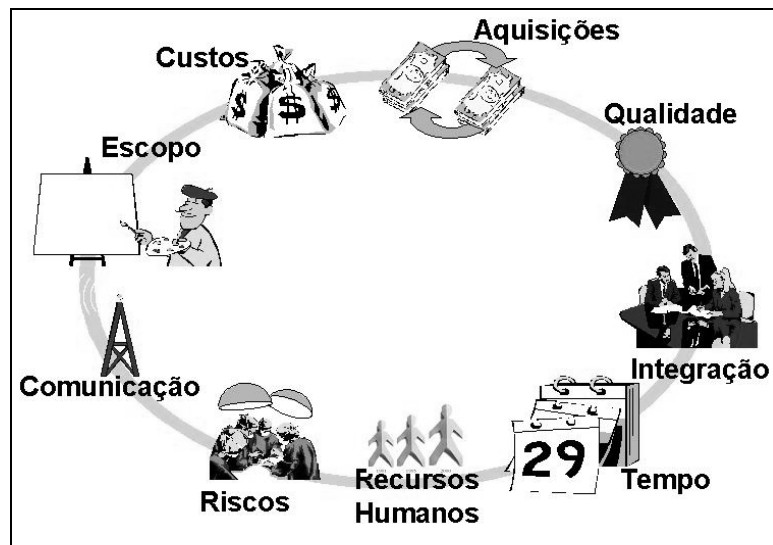 Custos
Aquisições
Qualidade
Escopo
$ $ $
Integração
Comunicação
29
Tempo
Riscos
Recursos
Humanos